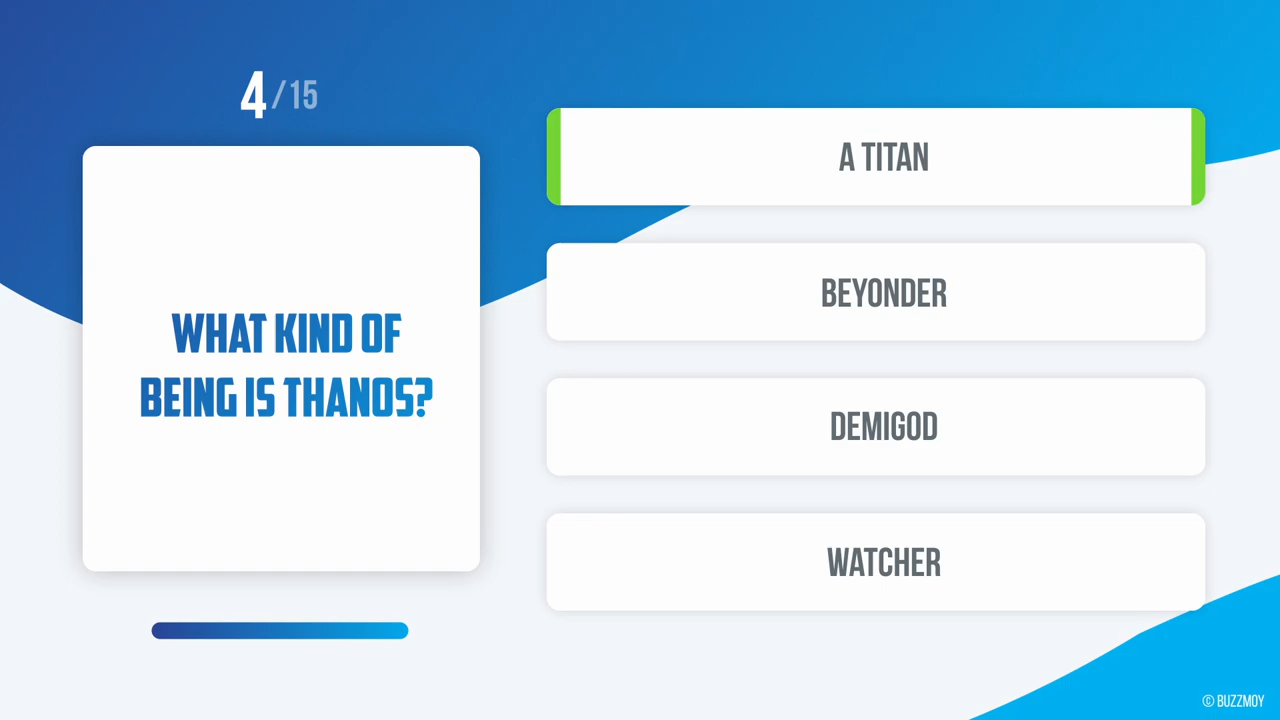 4/15
WHAT KIND OF
BEING IS THANOS?
A TITAN
BEYONDER
DEMIGOD
WATCHER
© BUZZMOY